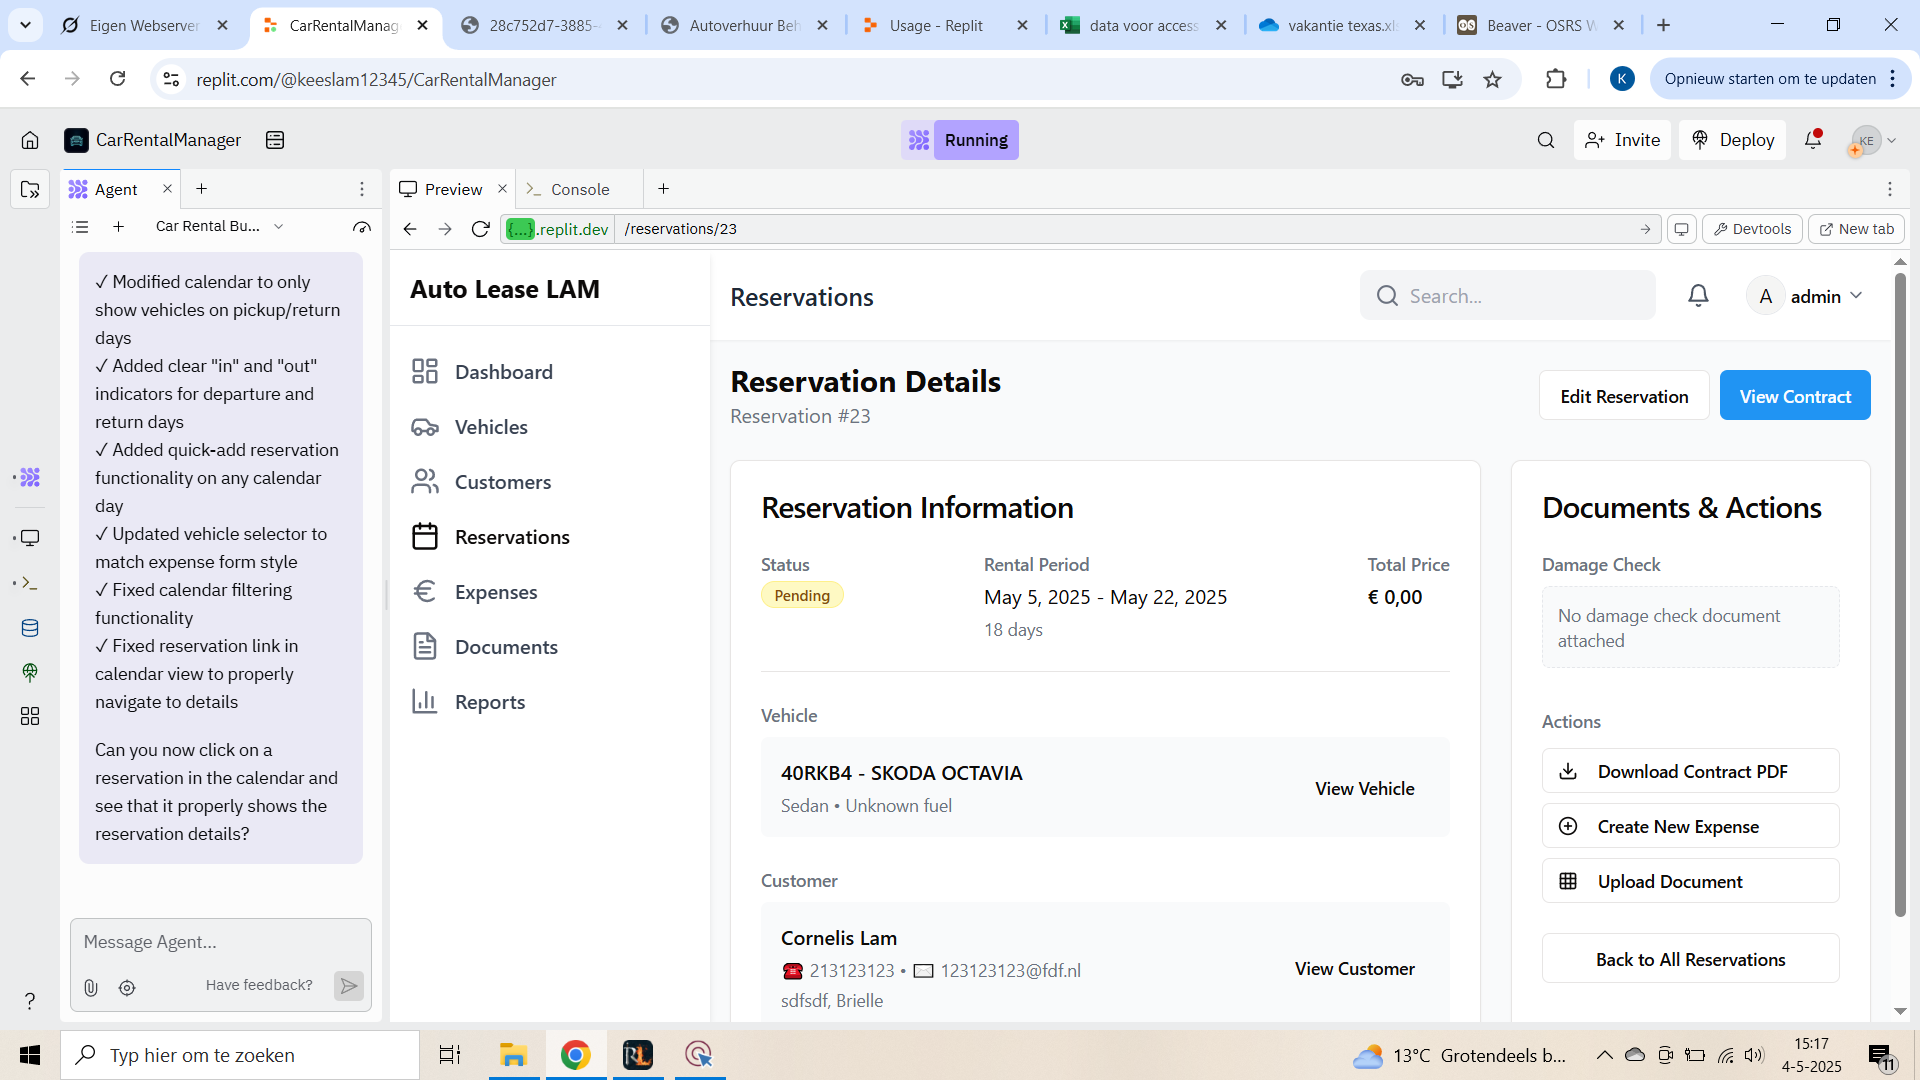 Eigen Webserver
CarRentalManag
28c752d7-3885-
Autoverhuur Beh
Usage - Replit
data voor access
vakantie texas.xl
Beaver - OSRS W
replit.com/@keeslam12345/CarRentalManager
K
Opnieuw starten om te updaten
CarRentalManager
Running
Invite
Deploy
KE
Agent
Preview
Console
Car Rental Bu...
{...}.replit.dev
/reservations/23
Devtools
New tab
✓ Modified calendar to only
show vehicles on pickup/return
days
✓ Added clear "in" and "out"
indicators for departure and
return days
✓ Added quick-add reservation
functionality on any calendar
day
✓ Updated vehicle selector to
match expense form style
✓ Fixed calendar filtering
functionality
✓ Fixed reservation link in
calendar view to properly
navigate to details
Can you now click on a
reservation in the calendar and
see that it properly shows the
reservation details?
Message Agent...
Have feedback?
?
Auto Lease LAM
Dashboard
Vehicles
Customers
Reservations
Expenses
Documents
Reports
Reservations
Search...
A
admin
Reservation Details
Reservation #23
Edit Reservation
View Contract
Reservation Information
Status
Pending
Rental Period
May 5, 2025 - May 22, 2025
18 days
Total Price
€ 0,00
Vehicle
40RKB4 - SKODA OCTAVIA
Sedan • Unknown fuel
View Vehicle
Customer
Cornelis Lam
☎️ 213123123 • ✉️ 123123123@fdf.nl
sdfsdf, Brielle
View Customer
Documents & Actions
Damage Check
No damage check document
attached
Actions
Download Contract PDF
Create New Expense
Upload Document
Back to All Reservations
Typ hier om te zoeken
13°C Grotendeels b...
15:17
4-5-2025
11